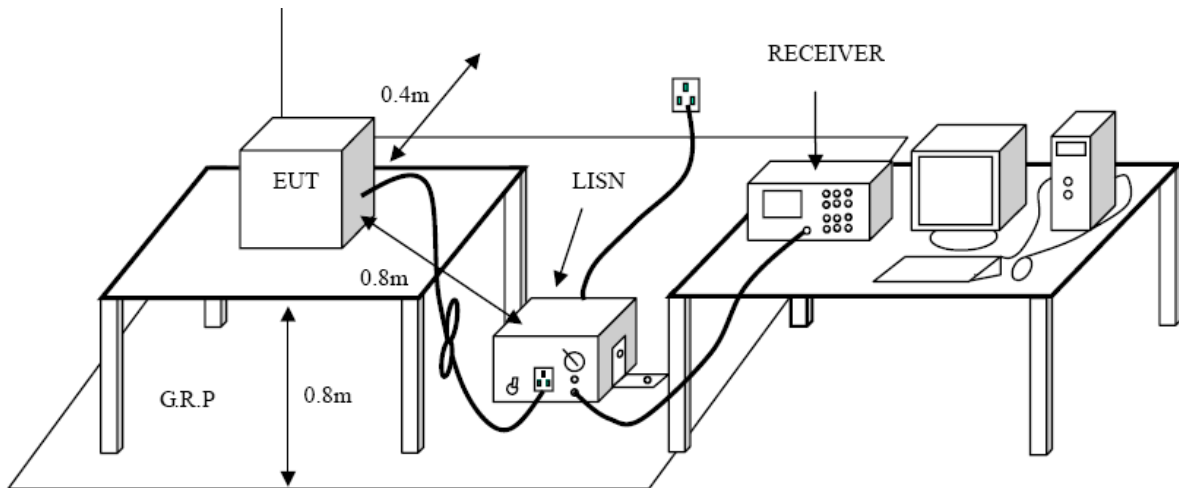 RECEIVER
0.4m
EUT
LISN
0.8m
G.R.P
0.8m